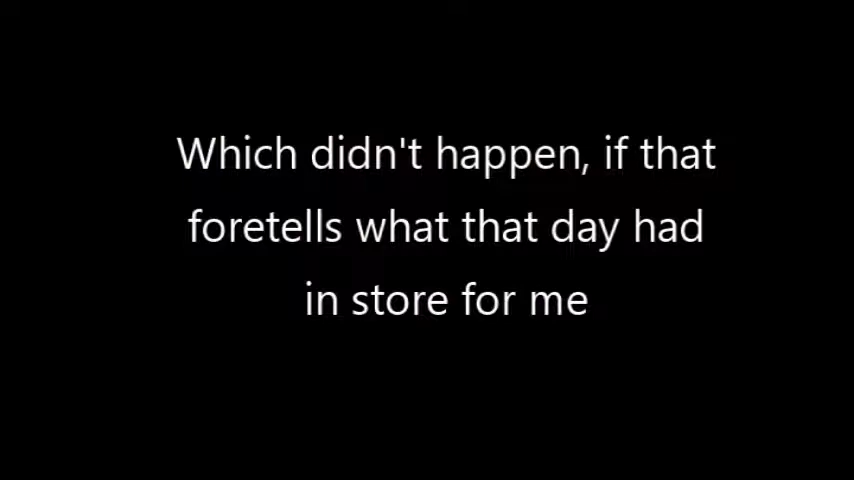 Which didn't happen, if that
foretells what that day had
in store for me